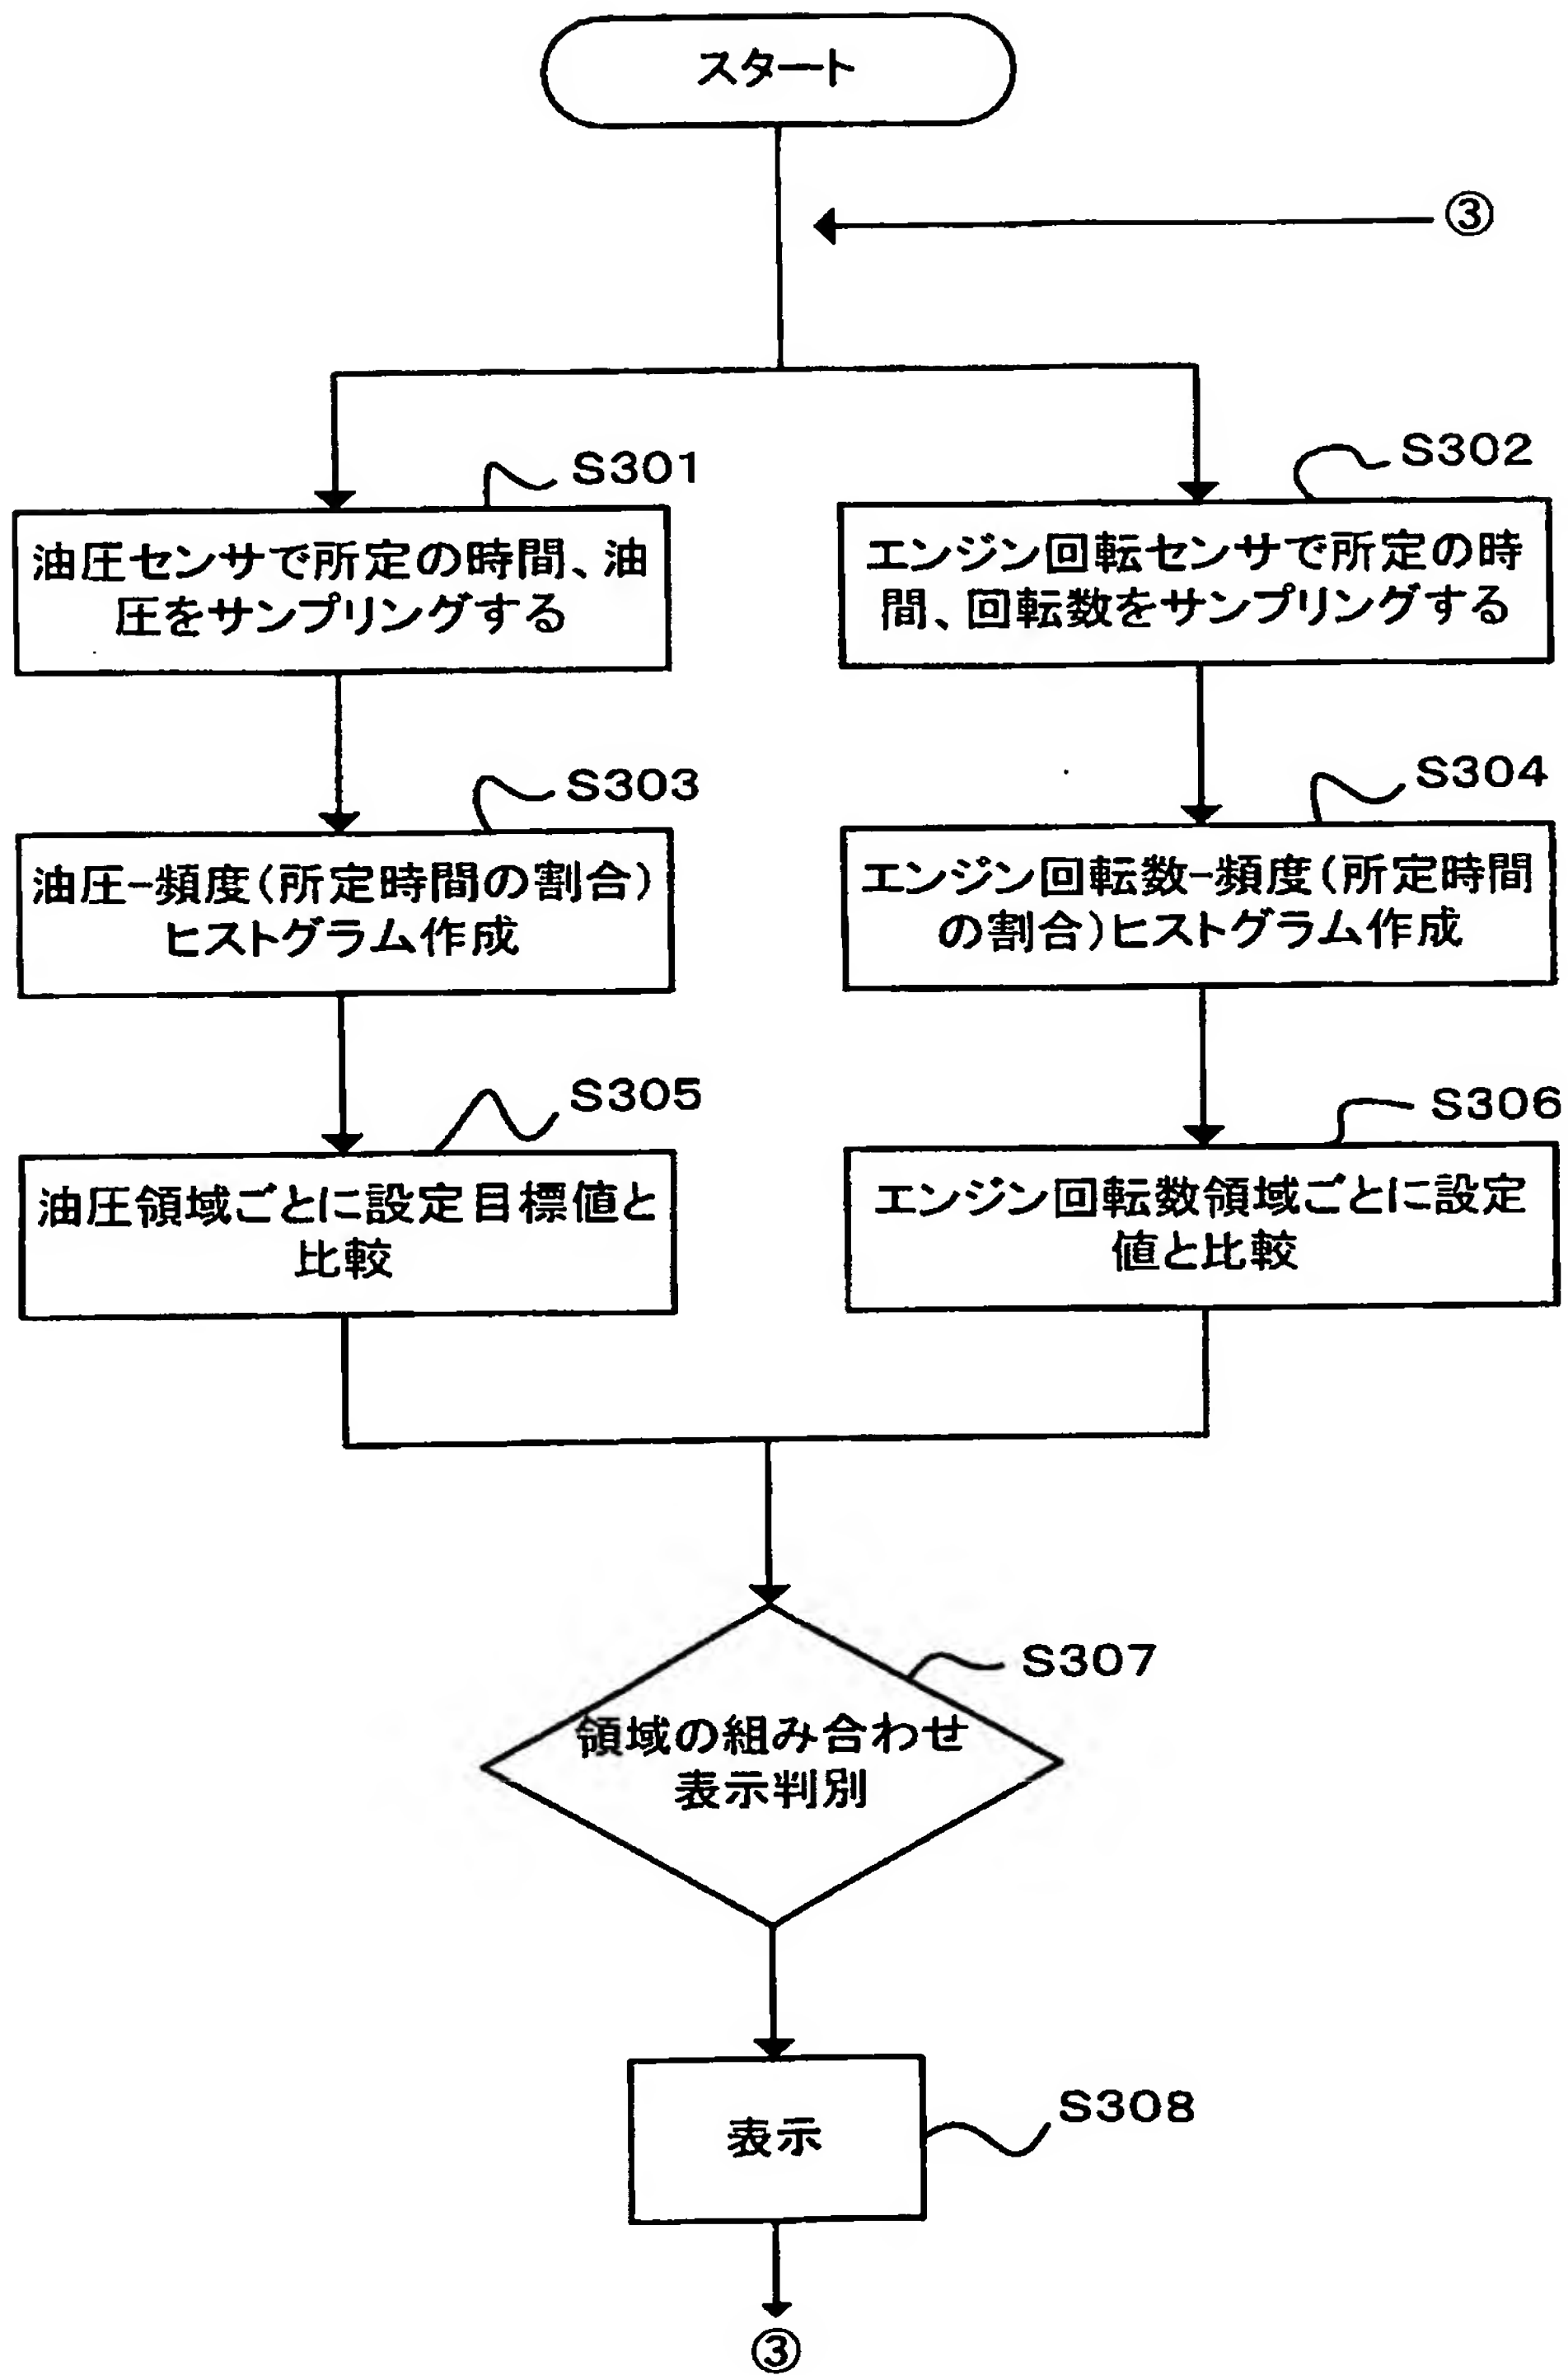 スタート
③
S301
油圧センサで所定の時間、油
圧をサンプリングする
S302
エンジン回転センサで所定の時
間、回転数をサンプリングする
S303
油圧-頻度(所定時間の割合)
ヒストグラム作成
S304
エンジン回転数-頻度(所定時間
の割合)ヒストグラム作成
S305
油圧領域ごとに設定目標値と
比較
S306
エンジン回転数領域ごとに設定
値と比較
S307
領域の組み合わせ
表示判別
S308
表示
③